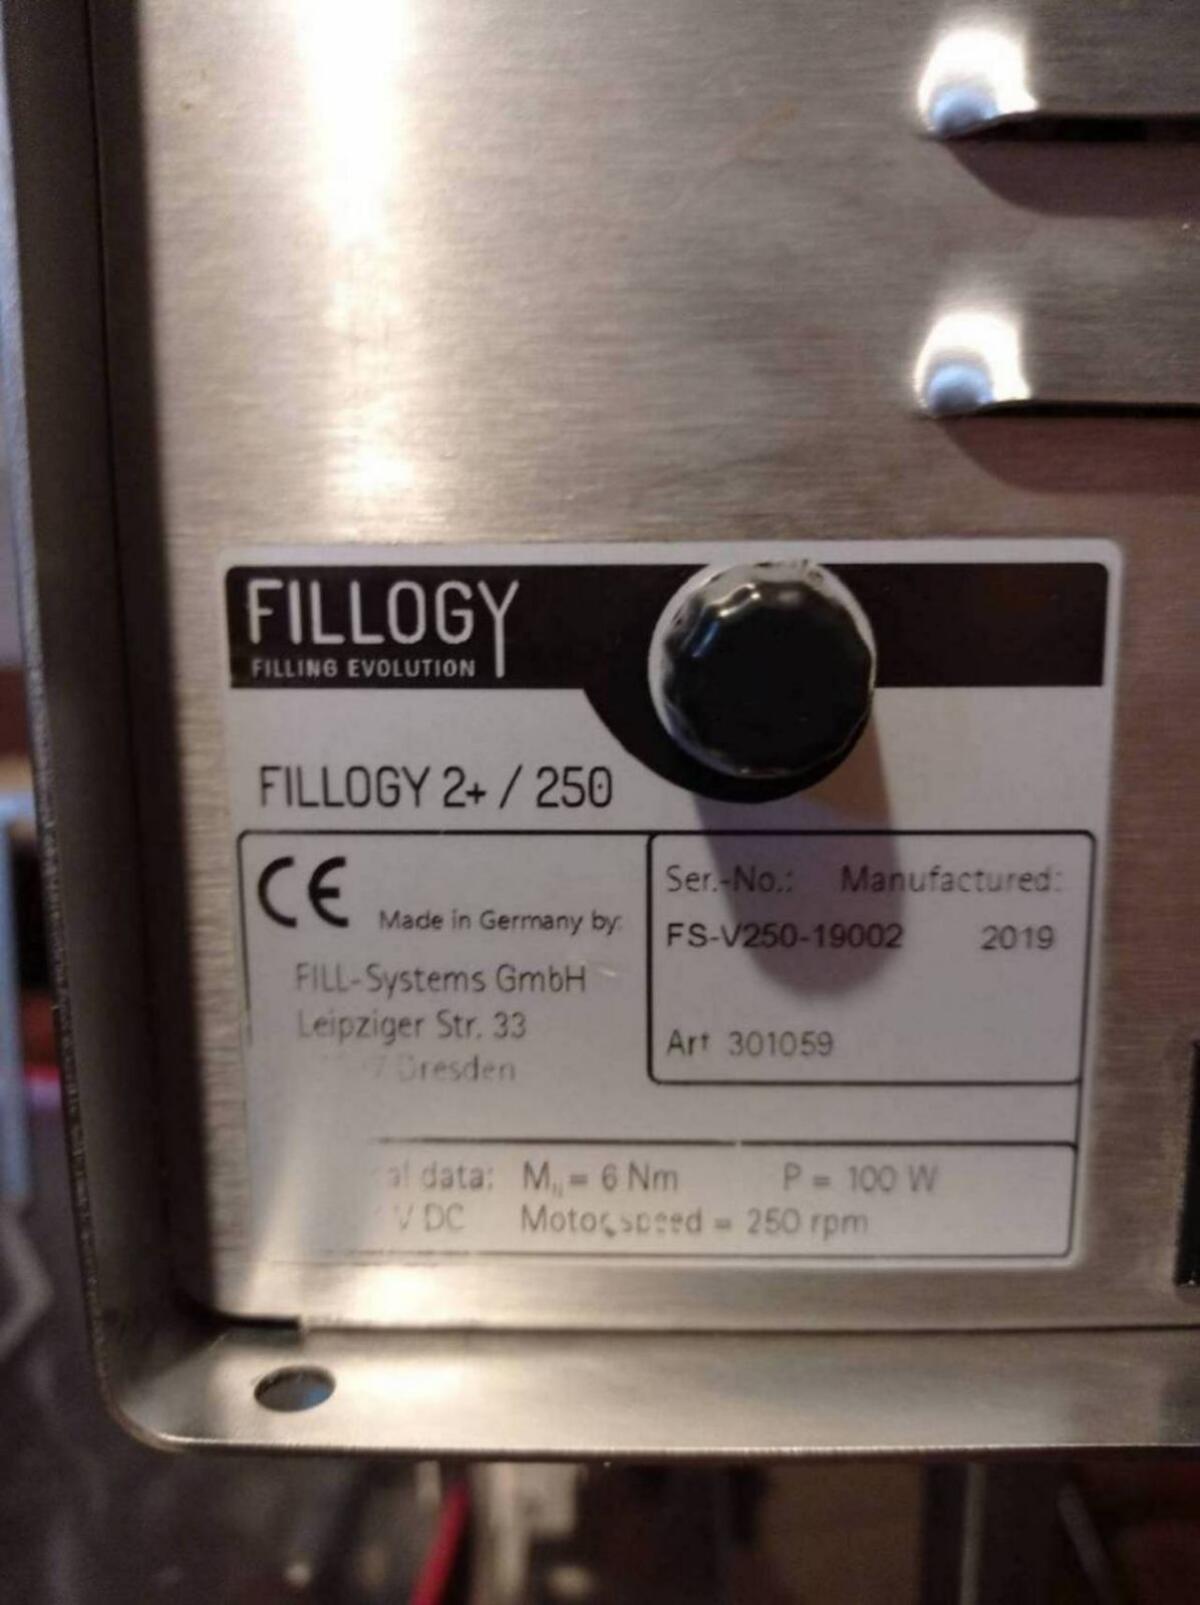 FILLOGY
FILLING EVOLUTION
FILLOGY 2+ / 250
CE
Made in Germany by:
FILL-Systems GmbH
Leipziger Str. 33
Dresden
Ser.-No.: Manufactured:
FS-V250-19002 2019
Art 301059
data: M = 6 Nm P = 100 W
V DC Motor speed = 250 rpm